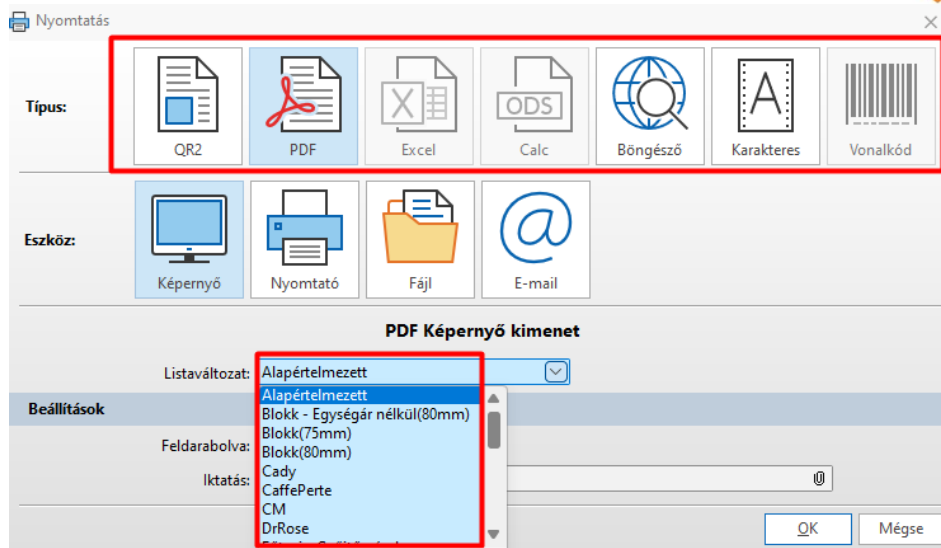 Nyomtatás
Típus:
QR2
PDF
Excel
ODS
Calc
Böngésző
A
Karakteres
Vonalkód
Eszköz:
Képernyő
Nyomtató
Fájl
E-mail
PDF Képernyő kimenet
Listaváltozat: Alapértelmezett
Alapértelmezett
Beállítások
Blokk - Egységár nélkül(80mm)
Blokk(75mm)
Feldarabolva:
Blokk(80mm)
Cady
Iktatás:
CaffePerte
CM
DrRose
OK
Mégse